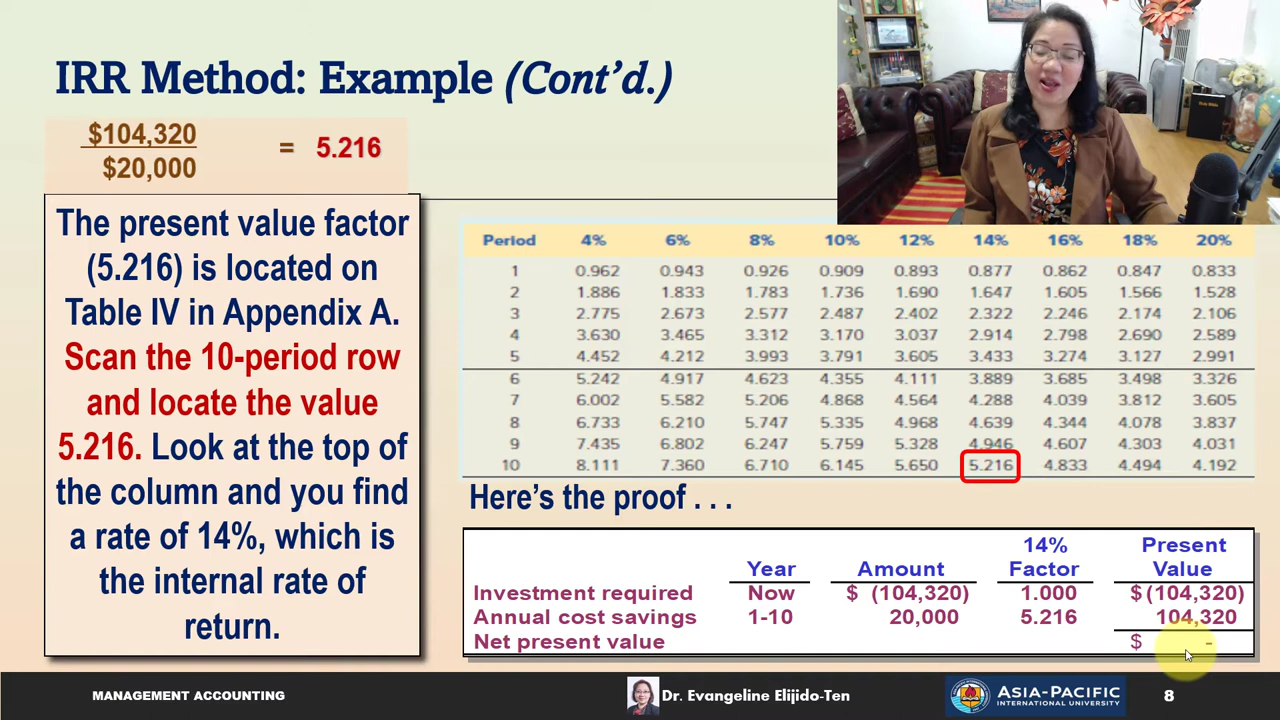 IRR Method: Example (Cont'd.)
$104,320
$20,000
= 5.216
The present value factor
(5.216) is located on
Table IV in Appendix A.
Scan the 10-period row
and locate the value
5.216. Look at the top of
the column and you find
a rate of 14%, which is
the internal rate of
return.
Period 4% 6% 8% 10% 12% 14% 16% 18% 20%
1 0.962 0.943 0.926 0.909 0.893 0.877 0.862 0.847 0.833
2 1.886 1.833 1.783 1.736 1.690 1.647 1.605 1.566 1.528
3 2.775 2.673 2.577 2.487 2.402 2.322 2.246 2.174 2.106
4 3.630 3.465 3.312 3.170 3.037 2.914 2.798 2.690 2.589
5 4.452 4.212 3.993 3.791 3.605 3.433 3.274 3.127 2.991
6 5.242 4.917 4.623 4.355 4.111 3.889 3.685 3.498 3.326
7 6.002 5.582 5.206 4.868 4.564 4.288 4.039 3.812 3.605
8 6.733 6.210 5.747 5.335 4.968 4.639 4.344 4.078 3.837
9 7.435 6.802 6.247 5.759 5.328 4.946 4.607 4.303 4.031
10 8.111 7.360 6.710 6.145 5.650 5.216 4.833 4.494 4.192
Here's the proof . . .
14% Present
Year Amount Factor Value
Investment required Now $ (104,320) 1.000 $ (104,320)
Annual cost savings 1-10 20,000 5.216 104,320
Net present value $ -
MANAGEMENT ACCOUNTING
Dr. Evangeline Elijido-Ten
ASIA-PACIFIC
INTERNATIONAL UNIVERSITY
8